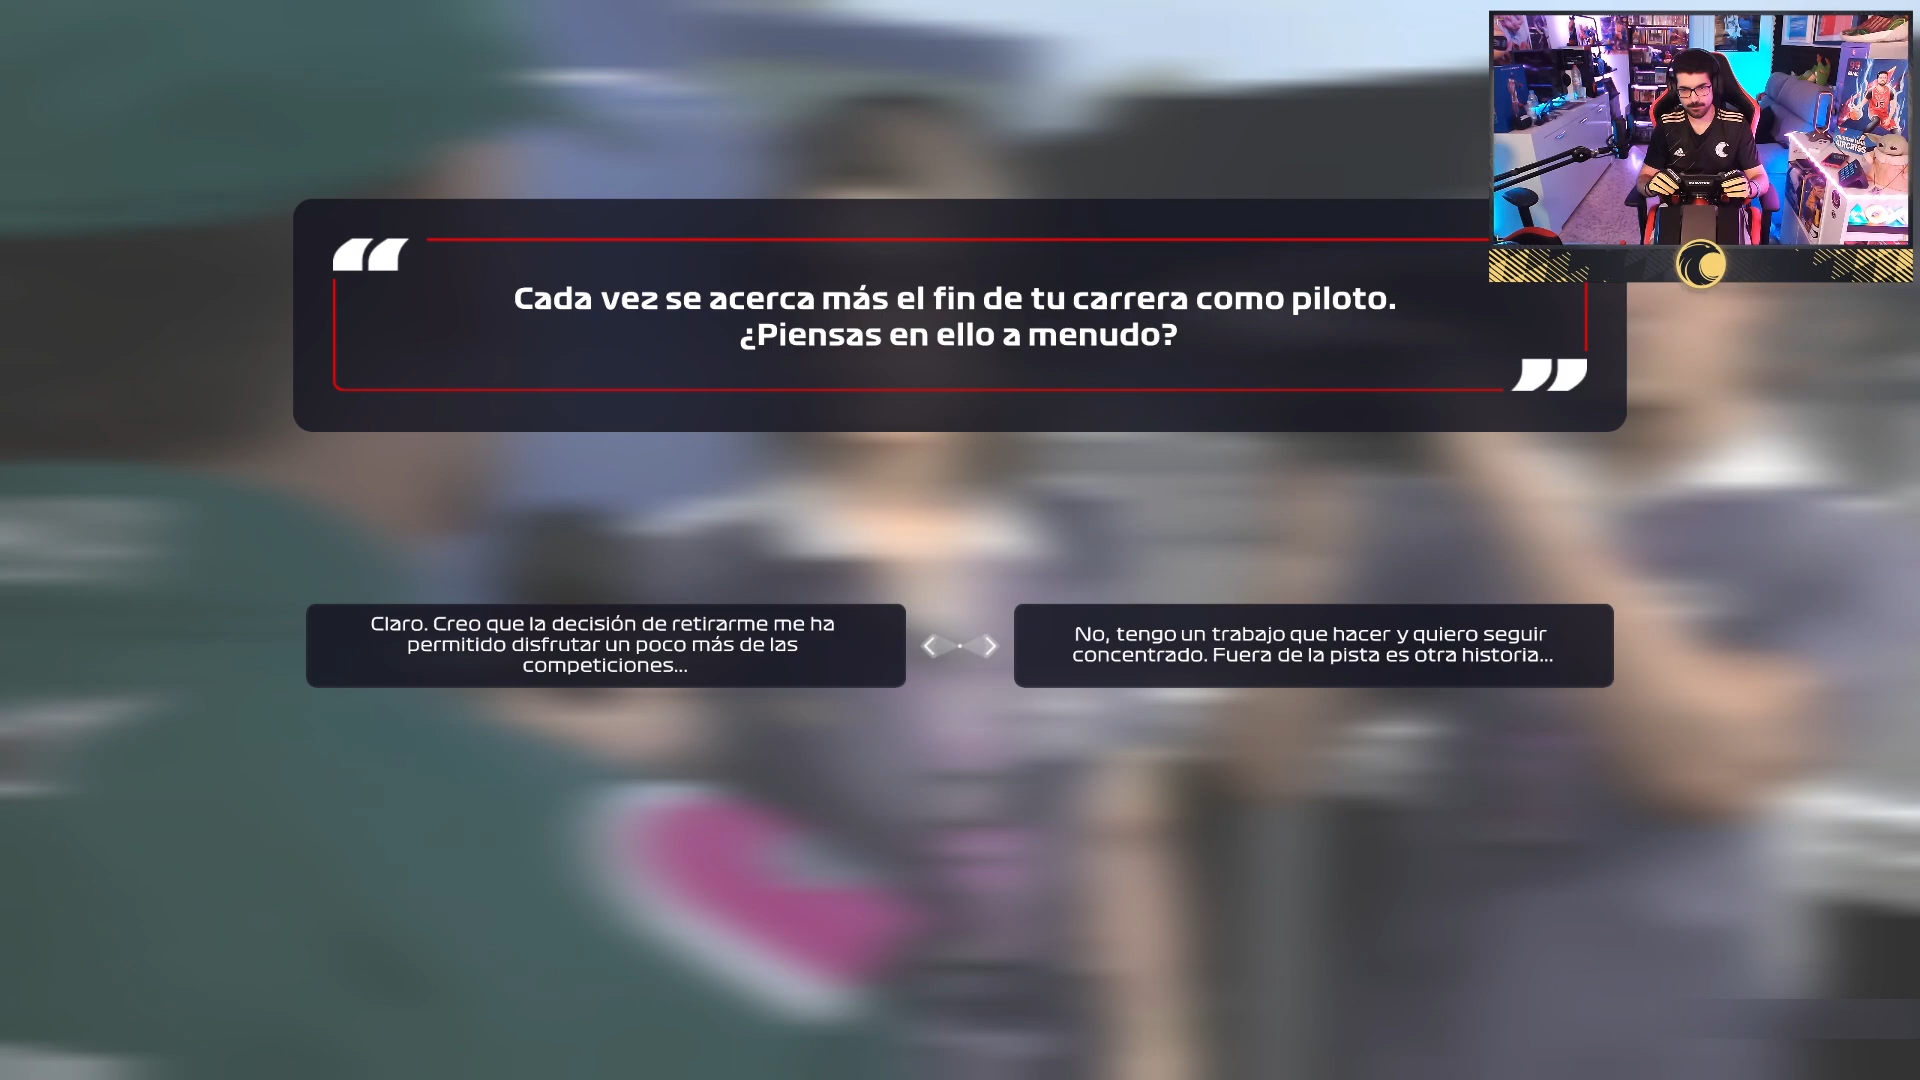 Cada vez se acerca más el fin de tu carrera como piloto.
¿Piensas en ello a menudo?
Claro. Creo que la decisión de retirarme me ha
permitido disfrutar un poco más de las
competiciones...
No, tengo un trabajo que hacer y quiero seguir
concentrado. Fuera de la pista es otra historia...